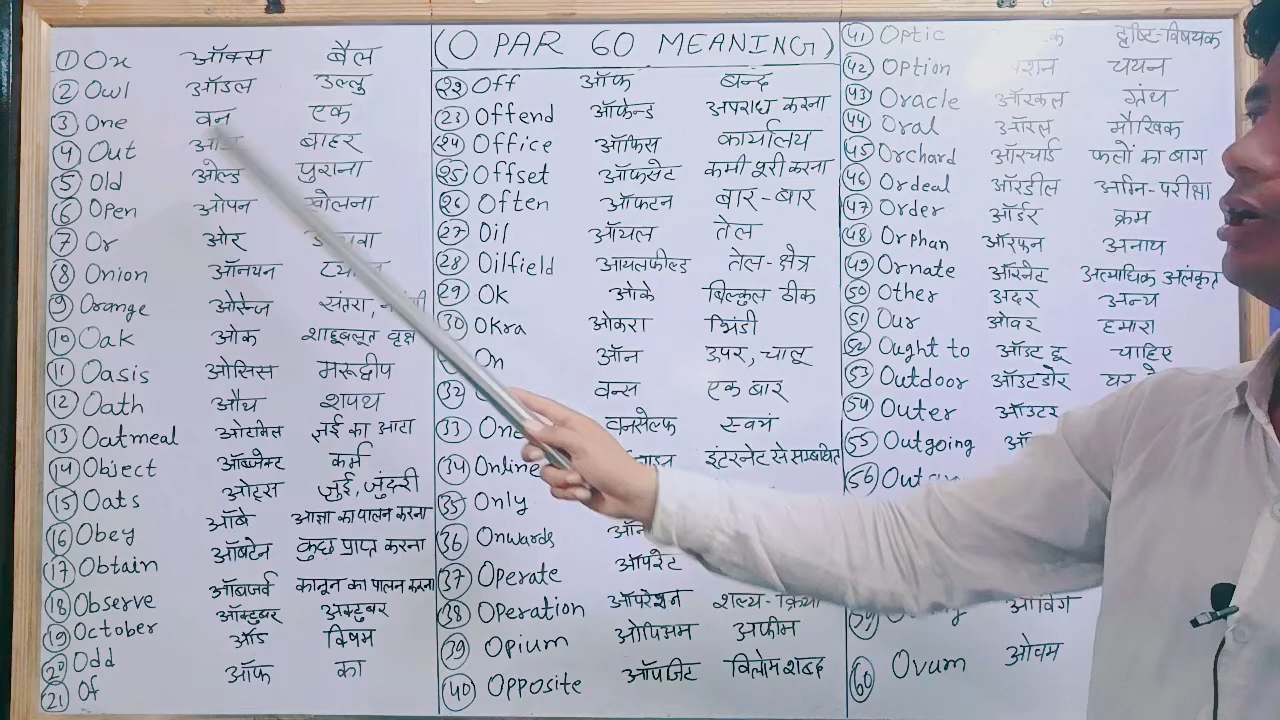 (O PAR 60 MEANING)
1 Ox ऑक्स बैल
2 Owl ऑउल उल्लू
3 One वन एक
4 Out बाहर
5 Old ओल्ड पुराना
6 Open ओपन खोलना
7 Or ओर
8 Onion ऑनयन
9 Orange ओरेन्ज संतरा,
10 Oak ओक शाहबलूत वृक्ष
11 Oasis ओसिस मरूद्वीप
12 Oath औथ शपथ
13 Oatmeal ओटमिल जई का आटा
14 Object ऑब्जेक्ट कर्म
15 Oats ओट्स जई, जुंदरी
16 Obey ऑबे आज्ञा का पालन करना
17 Obtain ऑबटेन कुछ प्राप्त करना
18 Observe ऑबजर्व कानून का पालन करना
19 October ऑक्टुबर अक्टुबर
20 Odd ऑड विषम
21 Of ऑफ का
22 Off ऑफ बन्द
23 Offend ऑफेन्ड अपराध करना
24 Office ऑफिस कार्यालय
25 Offset ऑफसेट कमी पूरी करना
26 Often ऑफटन बार-बार
27 Oil ऑयल तेल
28 Oilfield आयलफील्ड तेल-क्षेत्र
29 Ok ओके बिल्कुल ठीक
30 Okra ओकरा भिंडी
On ऑन उपर, चालू
32 वन्स एक बार
33 वनसेल्फ स्वयं
34 Online इंटरनेट से सम्बधित
35 Only
36 Onwards
37 Operate ऑपरेट
38 Operation ऑपरेशन शल्य-क्रिया
39 Opium ओपिअम अफीम
40 Opposite ऑपजिट विलोम शब्द
41 Optic दृष्टि-विषयक
42 Option चयन
43 Oracle ऑरकल ग्रंथ
44 Oral ऑरल मौखिक
45 Orchard ऑरचार्ड फलों का बाग
46 Ordeal ऑरडील अग्नि-परीक्षा
47 Order ऑर्डर क्रम
48 Orphan ऑरफन अनाथ
49 Ornate ऑरनेट अत्यधिक अलंकृत
50 Other अदर अन्य
51 Our ओवर हमारा
52 Ought to ऑउट टू चाहिए
53 Outdoor ऑउटडोर
54 Outer ऑउटर
55 Outgoing
56
59 ओविंग
60 Ovum ओवम